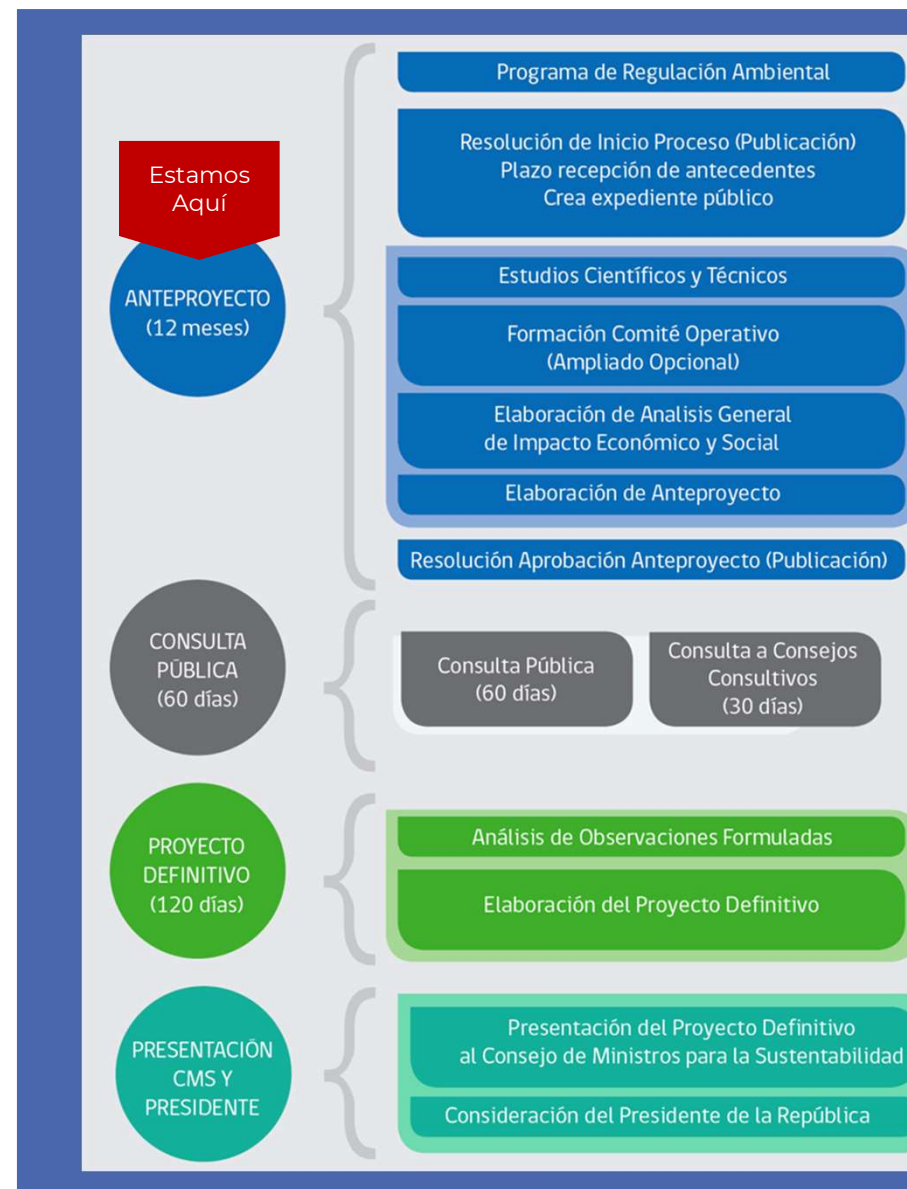 Estamos
Aquí
ANTEPROYECTO
(12 meses)
Programa de Regulación Ambiental
Resolución de Inicio Proceso (Publicación)
Plazo recepción de antecedentes
Crea expediente público
Estudios Científicos y Técnicos
Formación Comité Operativo
(Ampliado Opcional)
Elaboración de Analisis General
de Impacto Económico y Social
Elaboración de Anteproyecto
Resolución Aprobación Anteproyecto (Publicación)
CONSULTA
PÚBLICA
(60 días)
Consulta Pública
(60 días)
Consulta a Consejos
Consultivos
(30 días)
PROYECTO
DEFINITIVO
(120 días)
Análisis de Observaciones Formuladas
Elaboración del Proyecto Definitivo
PRESENTACIÓN
CMS Y
PRESIDENTE
Presentación del Proyecto Definitivo
al Consejo de Ministros para la Sustentabilidad
Consideración del Presidente de la República